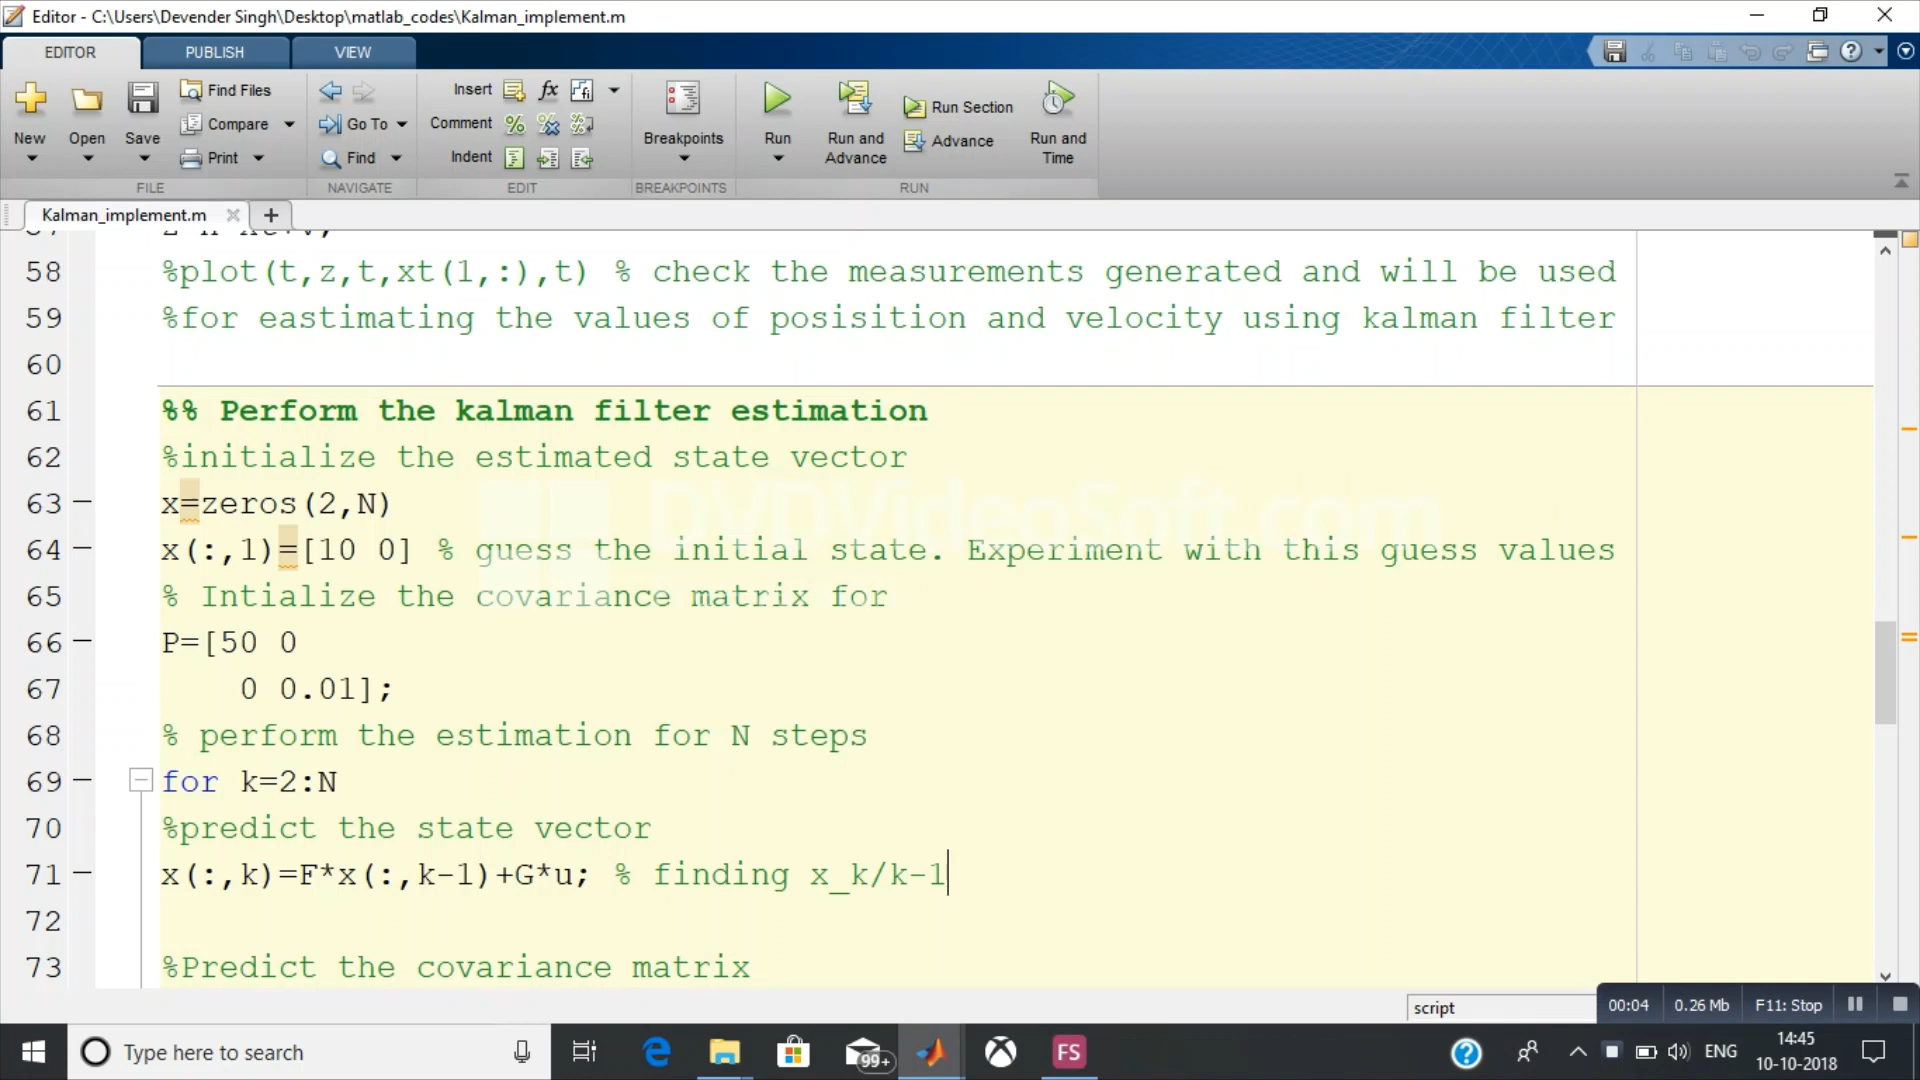 Editor - C:\Users\Devender Singh\Desktop\matlab_codes\Kalman_implement.m
EDITOR PUBLISH VIEW
New Open Save Find Files Compare Print FILE
Go To Find NAVIGATE
Insert fx fi Comment Indent EDIT
Breakpoints BREAKPOINTS
Run Run and Advance Run Section Advance Run and Time RUN
Kalman_implement.m
58 %plot(t,z,t,xt(1,:),t) % check the measurements generated and will be used
59 %for eastimating the values of posisition and velocity using kalman filter
60
61 %% Perform the kalman filter estimation
62 %initialize the estimated state vector
63 x=zeros(2,N)
64 x(:,1)=[10 0] % guess the initial state. Experiment with this guess values
65 % Intialize the covariance matrix for
66 P=[50 0
67 0 0.01];
68 % perform the estimation for N steps
69 for k=2:N
70 %predict the state vector
71 x(:,k)=F*x(:,k-1)+G*u; % finding x_k/k-1
72
73 %Predict the covariance matrix
DVDVideoSoft.com
script
00:04 0.26 Mb F11: Stop
Type here to search
99+
FS
ENG
14:45
10-10-2018